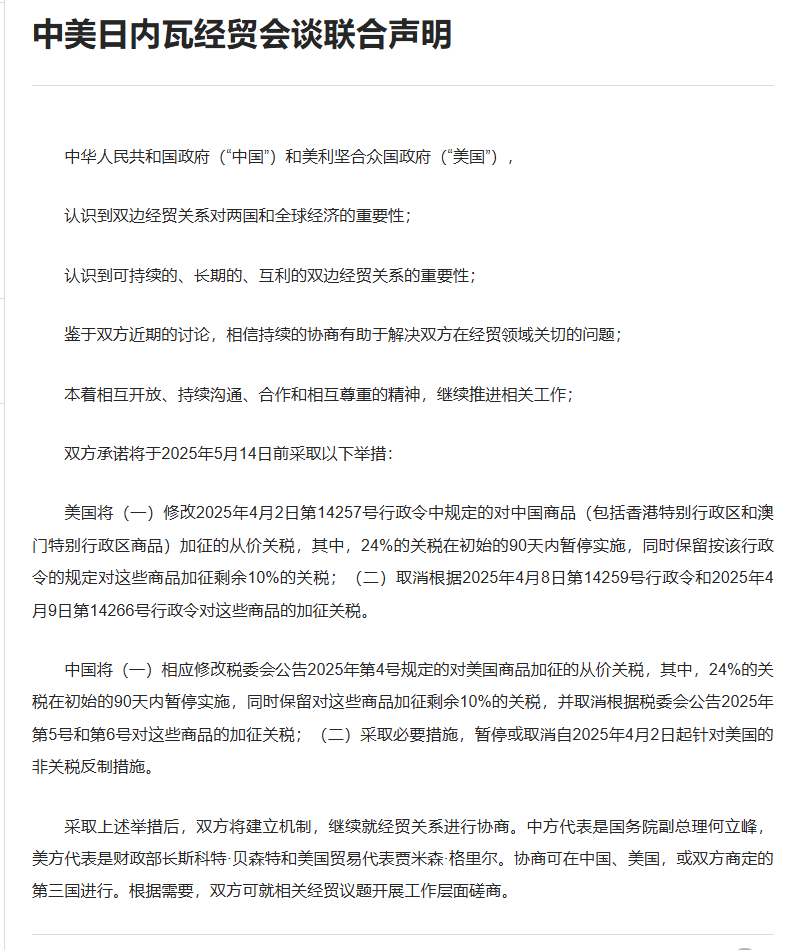 中美日内瓦经贸会谈联合声明
中华人民共和国政府（“中国”）和美利坚合众国政府（“美国”），
认识到双边经贸关系对两国和全球经济的重要性；
认识到可持续的、长期的、互利的双边经贸关系的重要性；
鉴于双方近期的讨论，相信持续的协商有助于解决双方在经贸领域关切的问题；
本着相互开放、持续沟通、合作和相互尊重的精神，继续推进相关工作；
双方承诺将于2025年5月14日前采取以下举措：
美国将（一）修改2025年4月2日第14257号行政令中规定的对中国商品（包括香港特别行政区和澳
门特别行政区商品）加征的从价关税，其中，24%的关税在初始的90天内暂停实施，同时保留按该行政
令的规定对这些商品加征剩余10%的关税；（二）取消根据2025年4月8日第14259号行政令和2025年4
月9日第14266号行政令对这些商品的加征关税。
中国将（一）相应修改税委会公告2025年第4号规定的对美国商品加征的从价关税，其中，24%的关
税在初始的90天内暂停实施，同时保留对这些商品加征剩余10%的关税，并取消根据税委会公告2025年
第5号和第6号对这些商品的加征关税；（二）采取必要措施，暂停或取消自2025年4月2日起针对美国的
非关税反制措施。
采取上述举措后，双方将建立机制，继续就经贸关系进行协商。中方代表是国务院副总理何立峰，
美方代表是财政部长斯科特·贝森特和美国贸易代表贾米森·格里尔。协商可在中国、美国，或双方商定的
第三国进行。根据需要，双方可就相关经贸议题开展工作层面磋商。